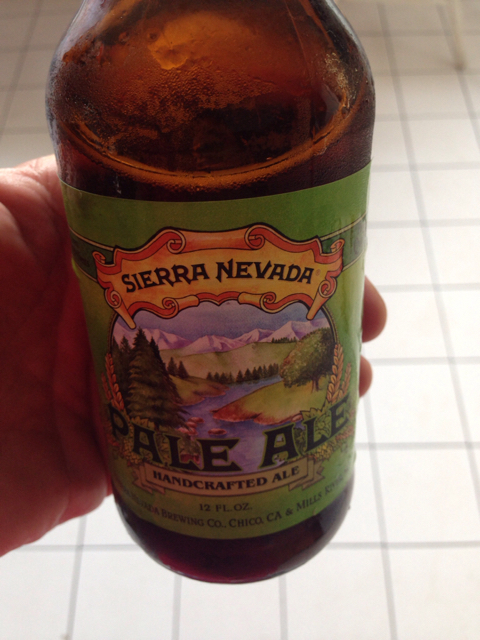 SIERRA NEVADA
PALE ALE
HANDCRAFTED ALE
12 FL. OZ.
BREWING CO., CHICO, CA & MILLS